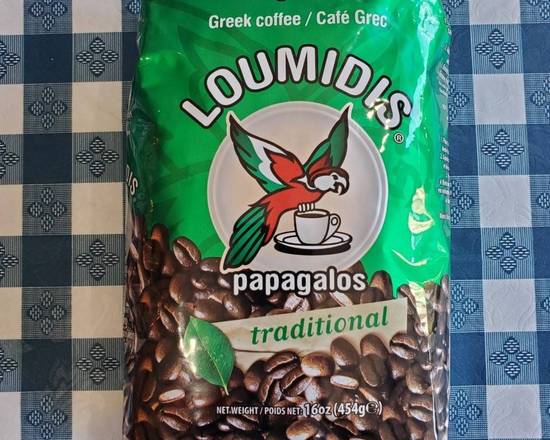 Greek coffee / Café Grec
LOUMIDIS®
papagalos
traditional
NET.WEIGHT / POIDS NET: 16oz (454g℮)